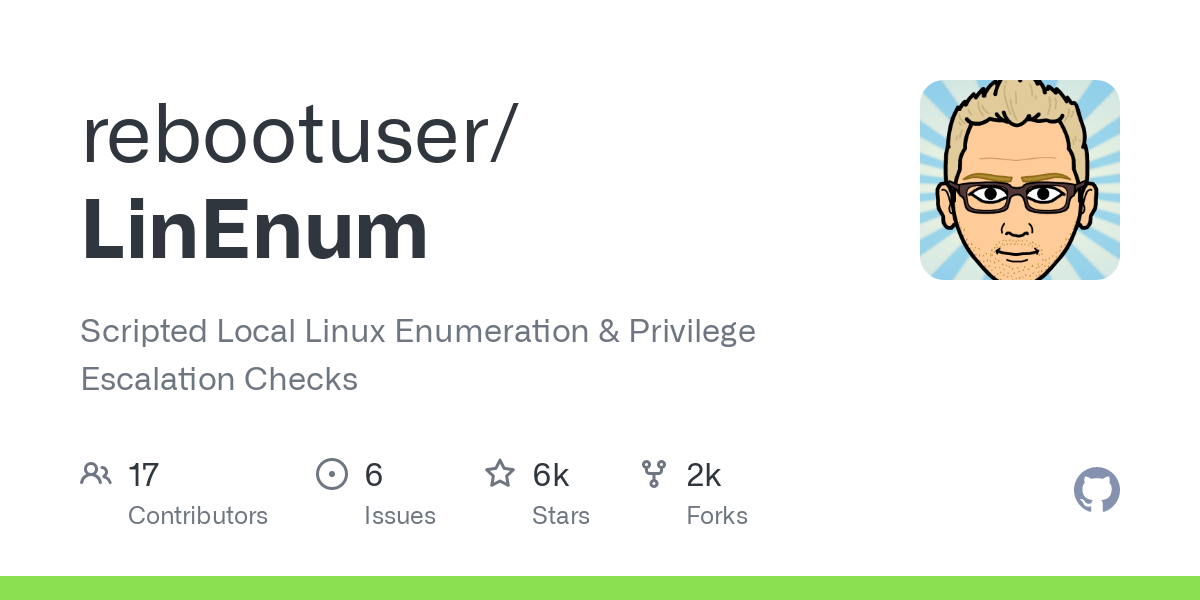 rebootuser/
LinEnum
Scripted Local Linux Enumeration & Privilege
Escalation Checks
17
Contributors
6
Issues
6k
Stars
2k
Forks